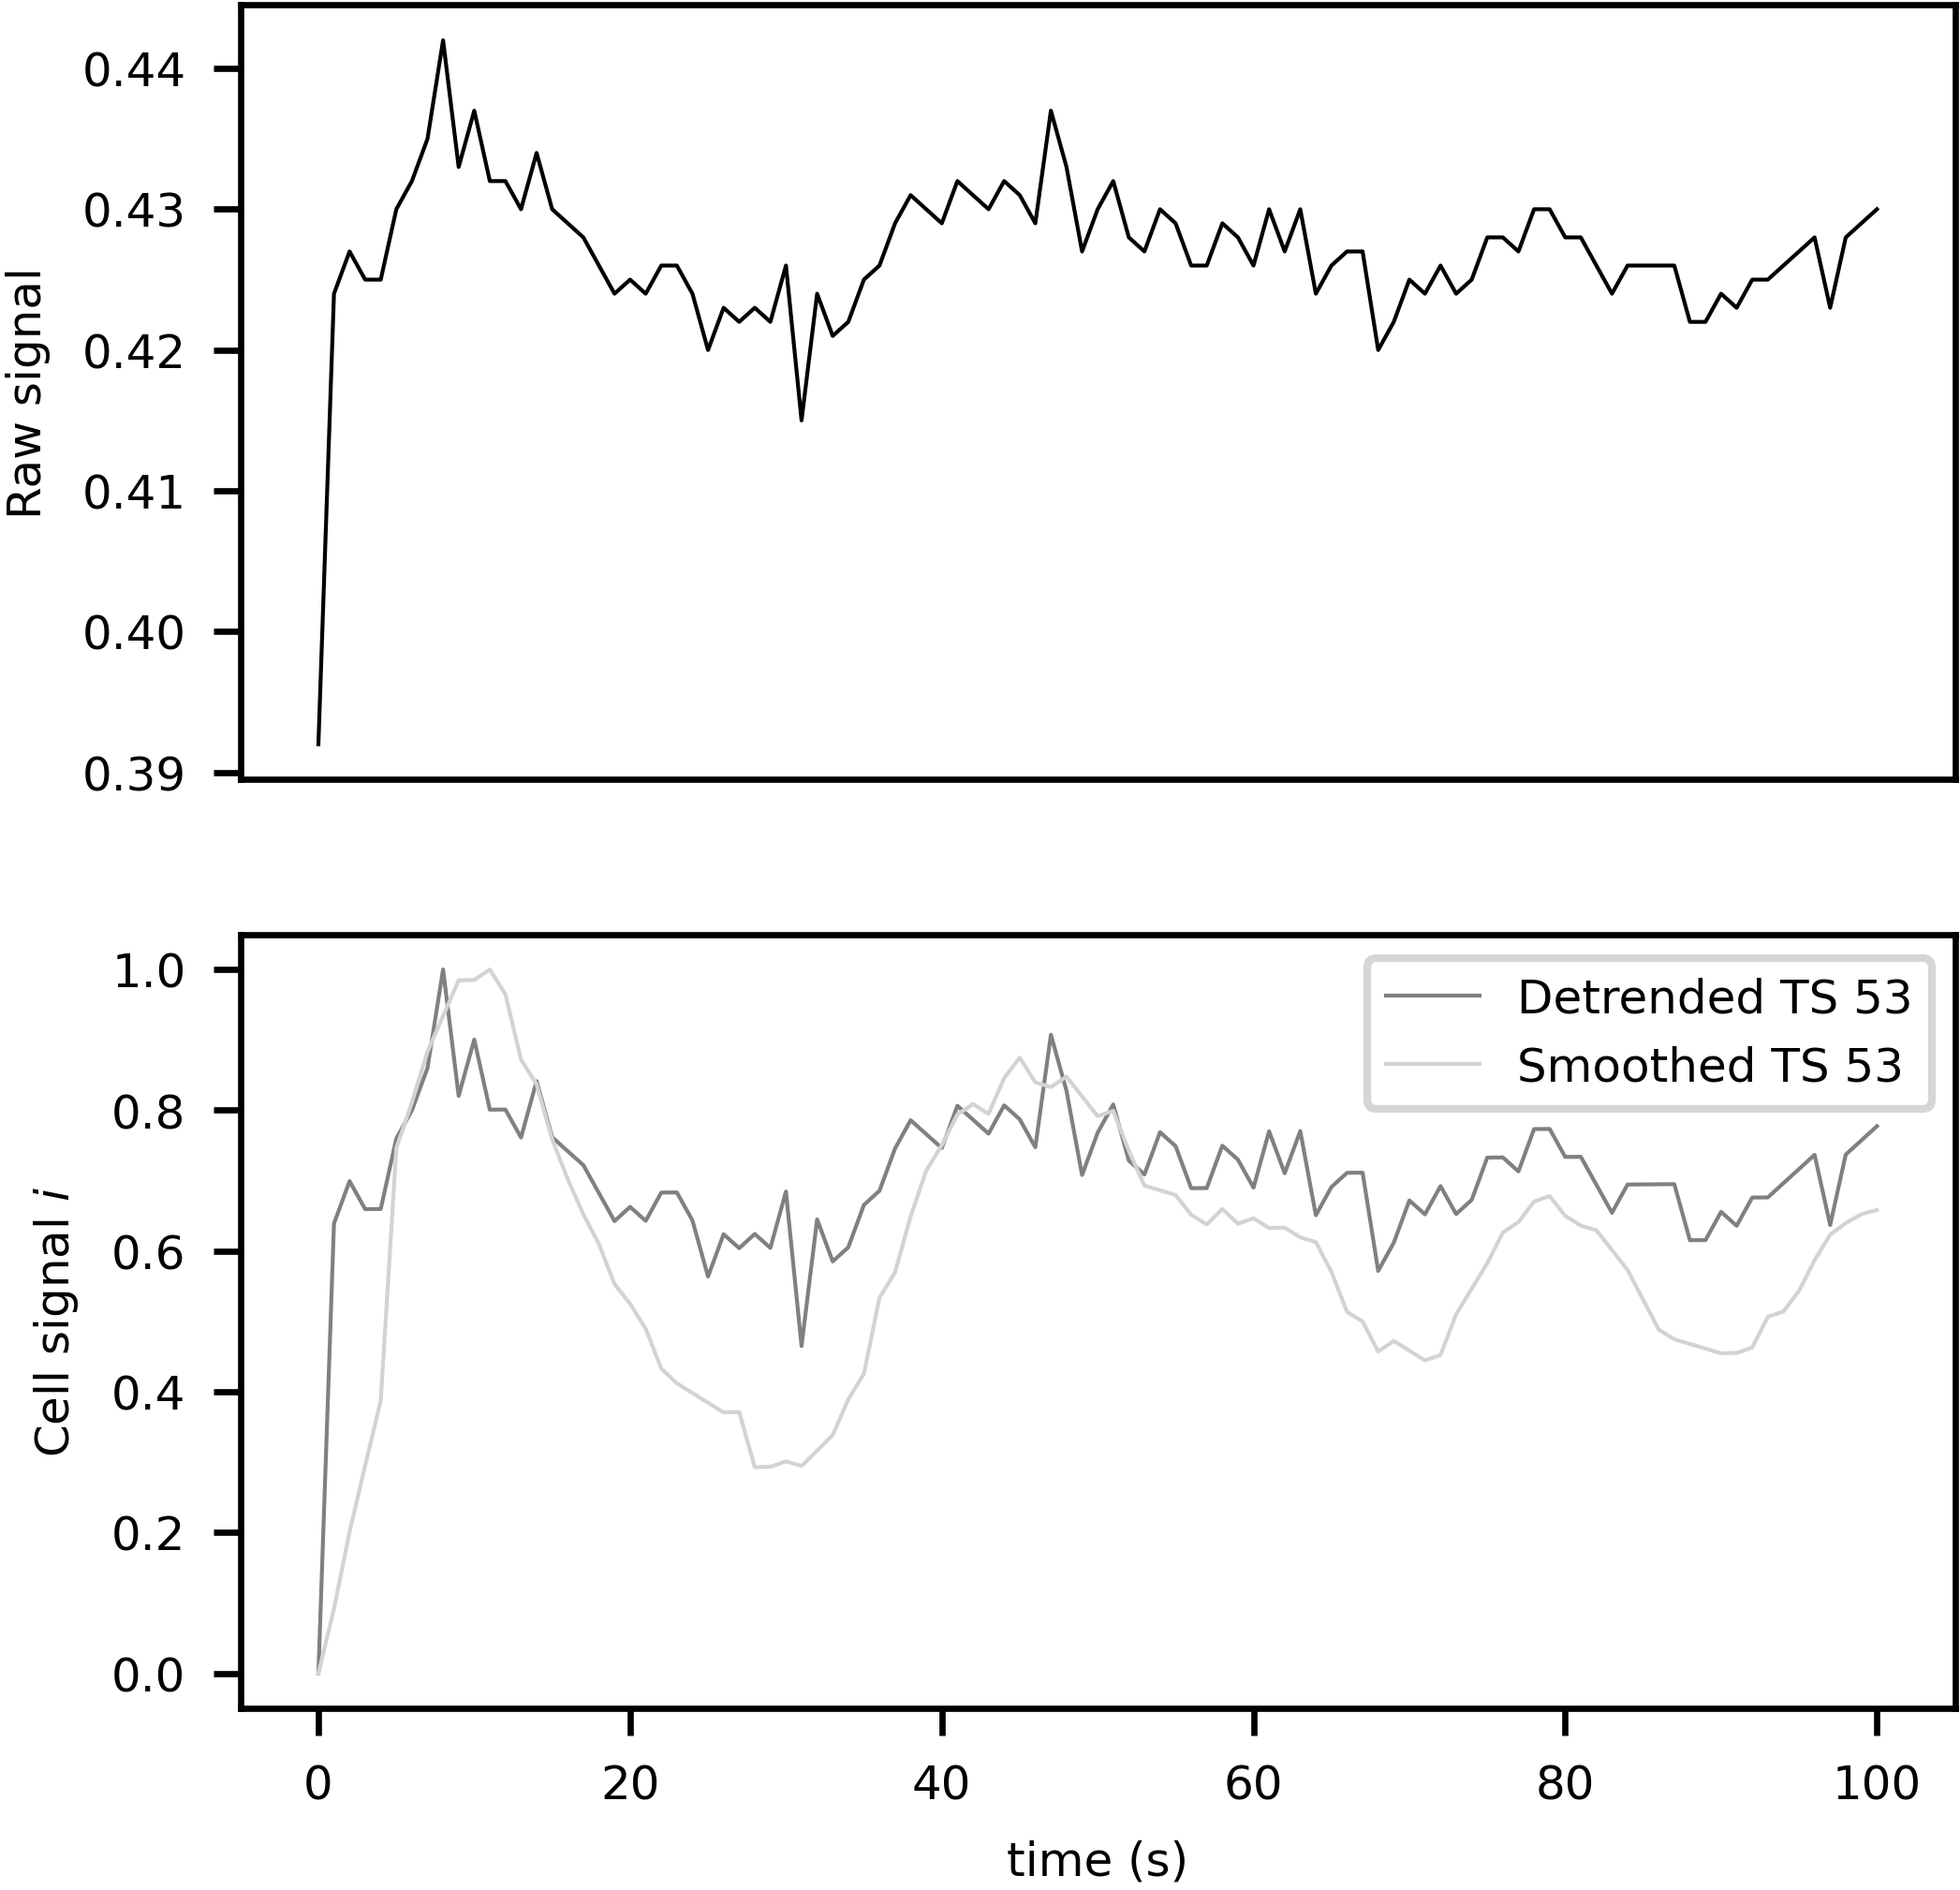 0.44
0.43
0.42
0.41
0.40
0.39
Raw signal
1.0
0.8
0.6
0.4
0.2
0.0
Cell signal i
Detrended TS 53
Smoothed TS 53
0 20 40 60 80 100
time (s)